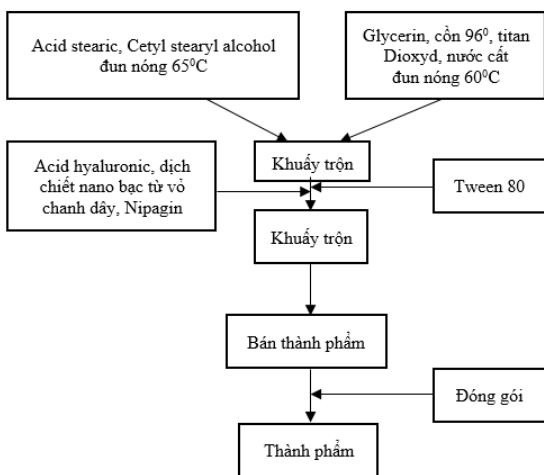 Acid stearic, Cetyl stearyl alcohol
đun nóng 65⁰C
Glycerin, cồn 96⁰, titan
Dioxyd, nước cất
đun nóng 60⁰C
Khuấy trộn
Acid hyaluronic, dịch
chiết nano bạc từ vỏ
chanh dây, Nipagin
Tween 80
Khuấy trộn
Bán thành phẩm
Đóng gói
Thành phẩm